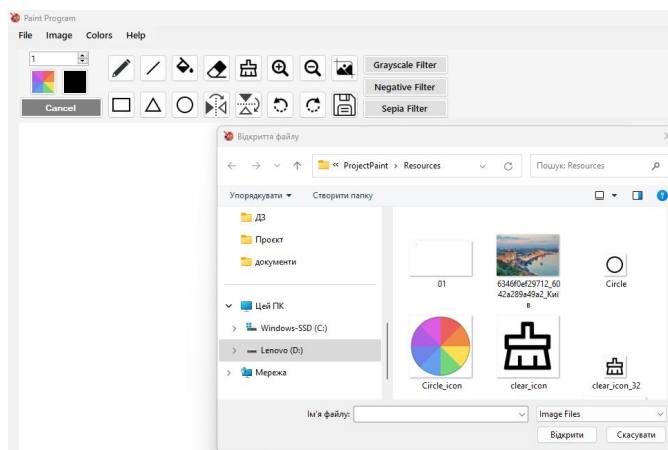 Paint Program
File Image Colors Help
1
Cancel
Grayscale Filter
Negative Filter
Sepia Filter
Відкриття файлу
« ProjectPaint › Resources
Пошук: Resources
Упорядкувати Створити папку
ДЗ
Проєкт
документи
Цей ПК
Windows-SSD (C:)
Lenovo (D:)
Мережа
01
6346f0ef29712_60
42a289a49a2_Киї
в
Circle
Circle_icon
clear_icon
clear_icon_32
Ім'я файлу:
Image Files
Відкрити
Скасувати